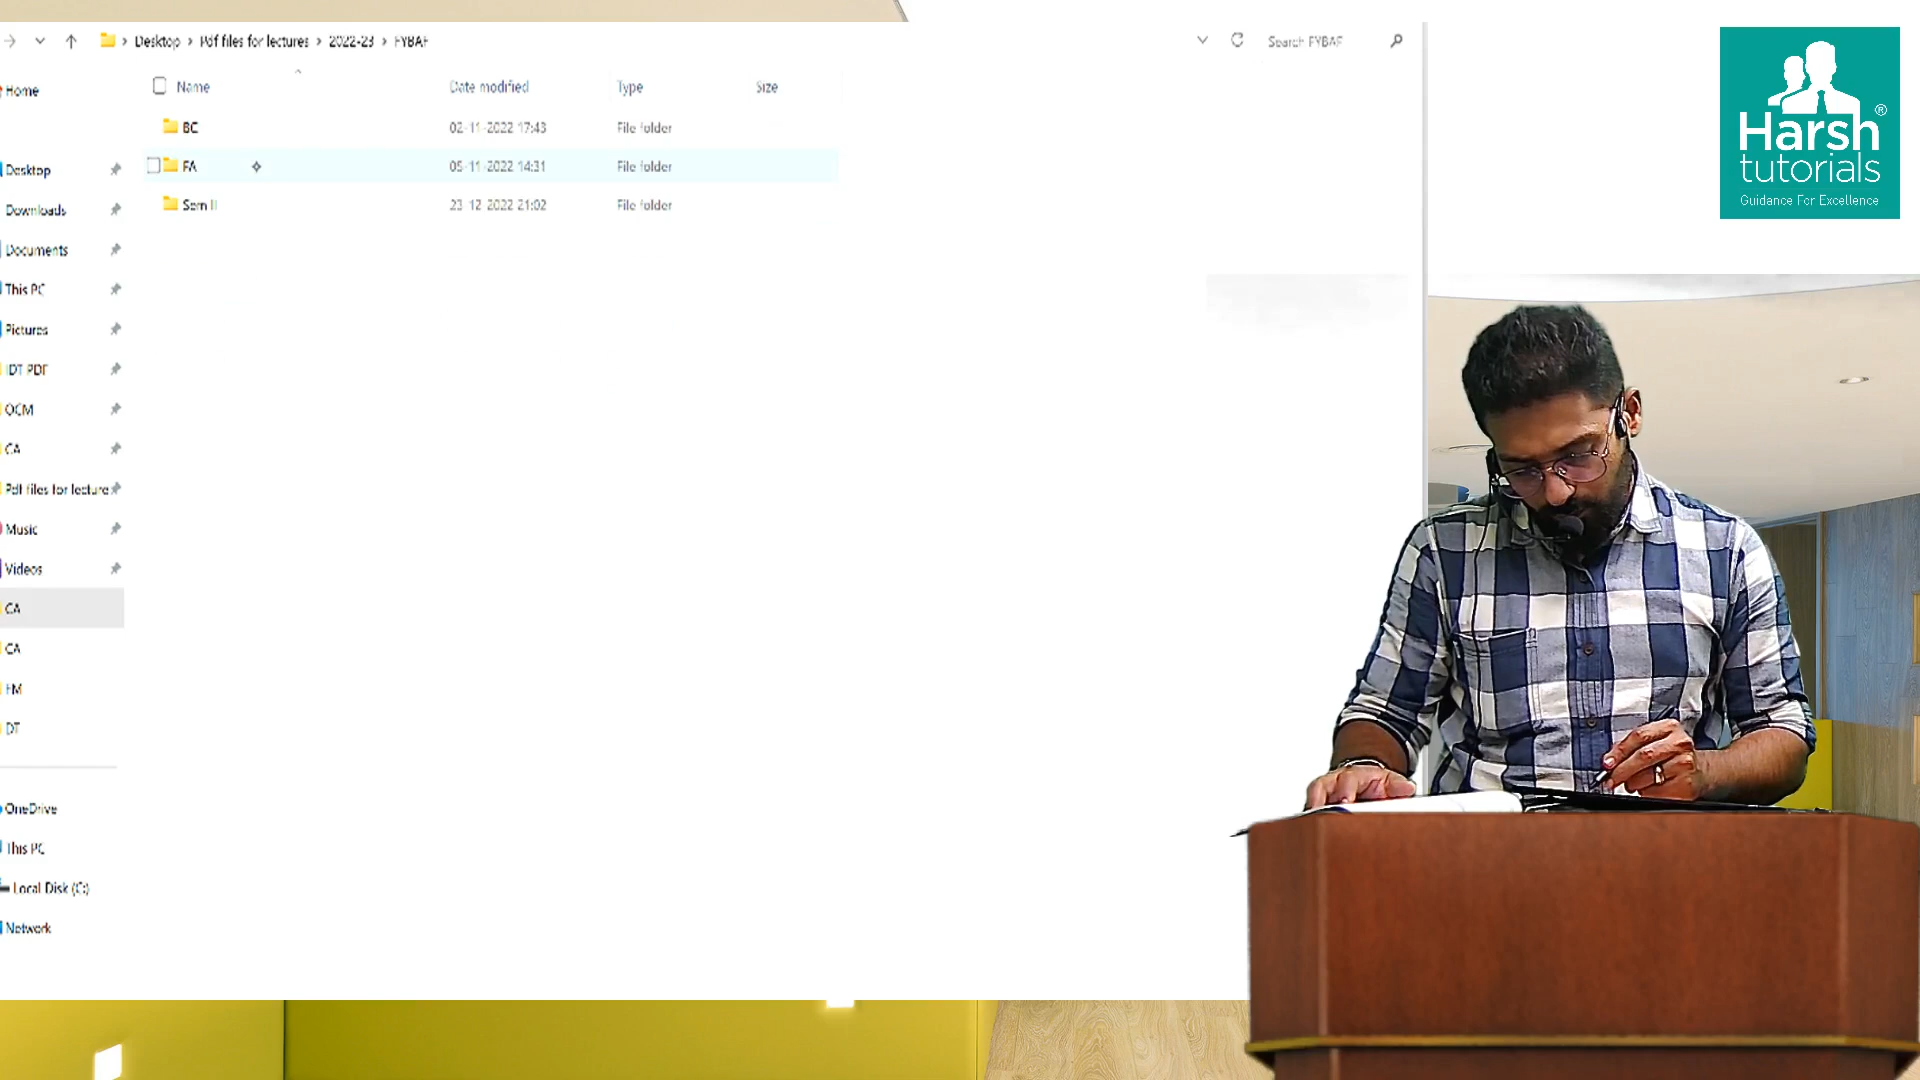 Desktop › Pdf files for lectures › 2022-23 › FYBAF
Search FYBAF
Name Date modified Type Size
BC 02-11-2022 17:43 File folder
FA 05-11-2022 14:31 File folder
Sem II 23-12-2022 21:02 File folder
Home
Desktop
Downloads
Documents
This PC
Pictures
IDT PDF
OCM
CA
Pdf files for lecture
Music
Videos
CA
CA
FM
DT
OneDrive
This PC
Local Disk (C:)
Network
Harsh®
tutorials
Guidance For Excellence